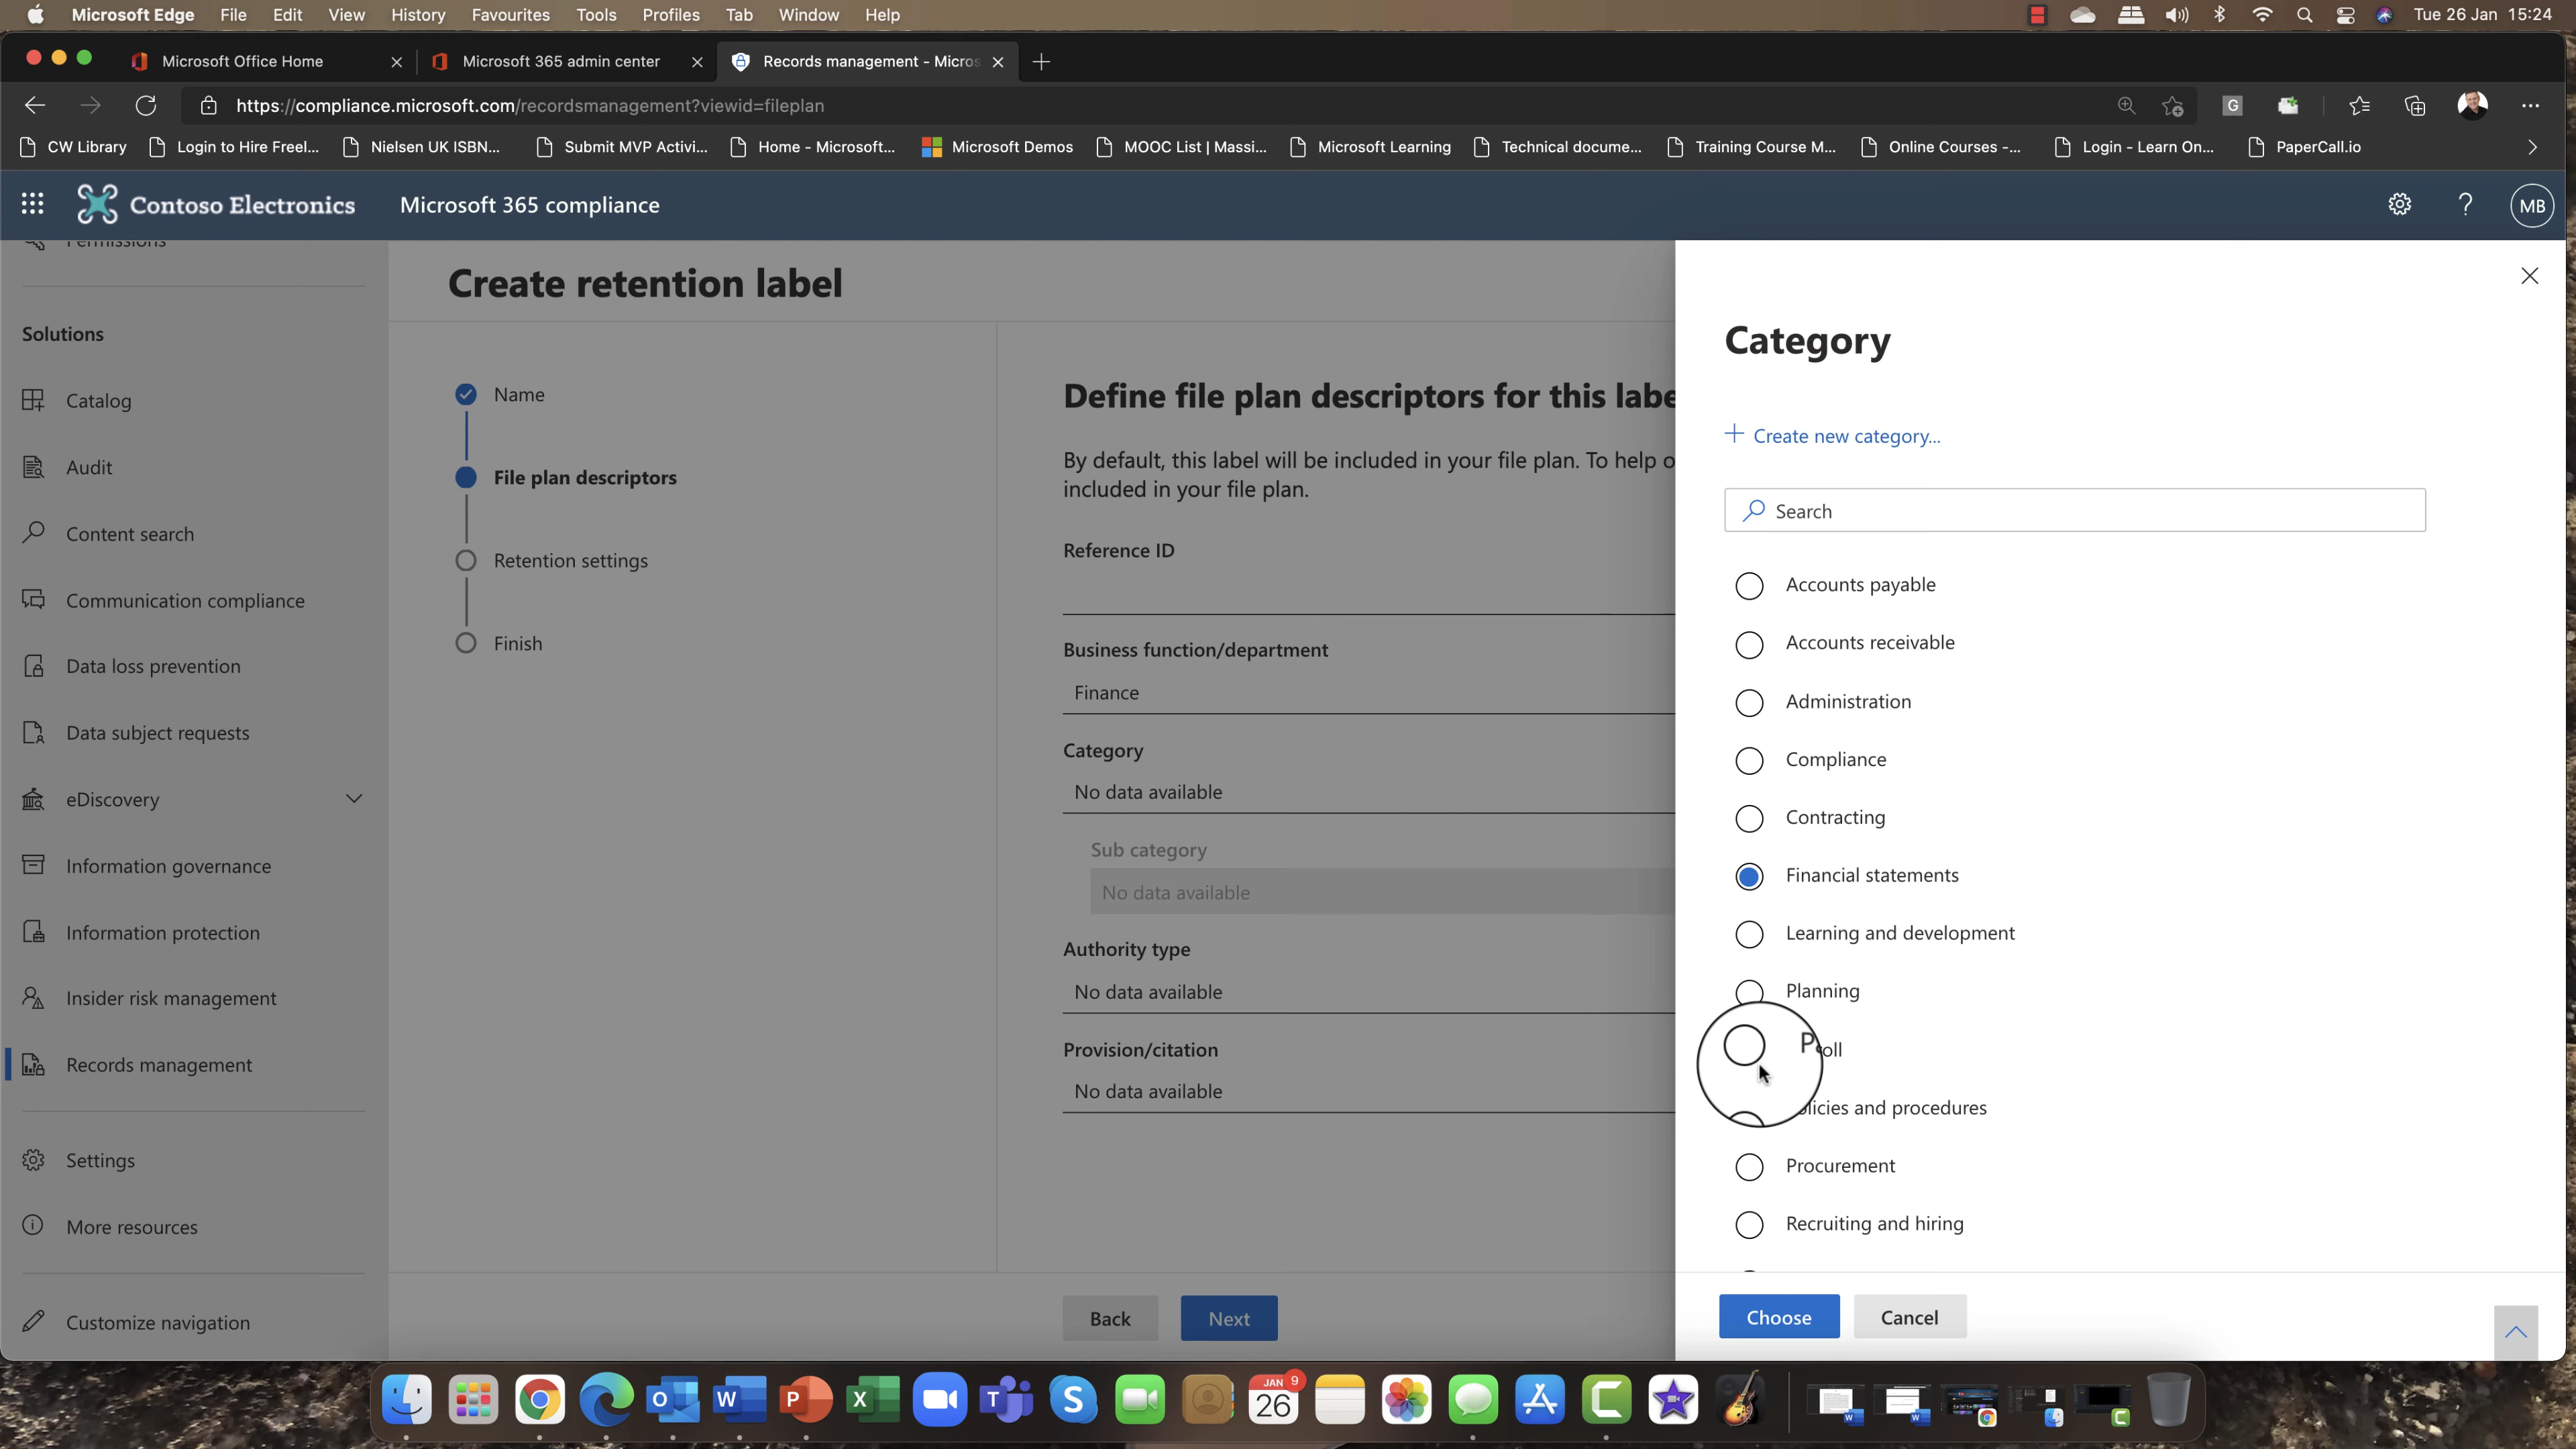 Microsoft Edge File Edit View History Favourites Tools Profiles Tab Window Help Tue 26 Jan 15:24
Microsoft Office Home Microsoft 365 admin center Records management - Micros
https://compliance.microsoft.com/recordsmanagement?viewid=fileplan G
CW Library Login to Hire Freel... Nielsen UK ISBN... Submit MVP Activi... Home - Microsoft... Microsoft Demos MOOC List | Massi... Microsoft Learning Technical docume... Training Course M... Online Courses -... Login - Learn On... PaperCall.io
Contoso Electronics Microsoft 365 compliance ? MB
Permissions
Solutions
Catalog
Audit
Content search
Communication compliance
Data loss prevention
Data subject requests
eDiscovery
Information governance
Information protection
Insider risk management
Records management
Settings
More resources
Customize navigation
Create retention label
Name
File plan descriptors
Retention settings
Finish
Define file plan descriptors for this labe
By default, this label will be included in your file plan. To help o
included in your file plan.
Reference ID
Business function/department
Finance
Category
No data available
Sub category
No data available
Authority type
No data available
Provision/citation
No data available
Back Next
Category
+ Create new category...
Search
Accounts payable
Accounts receivable
Administration
Compliance
Contracting
Financial statements
Learning and development
Planning
and procedures
Procurement
Recruiting and hiring
Choose Cancel
JAN 9
26